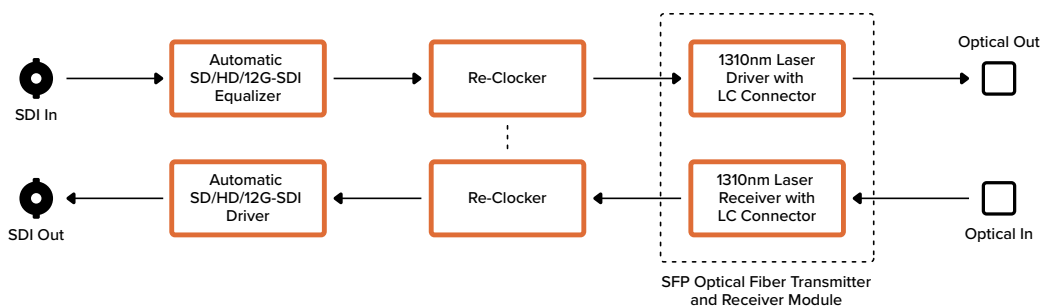 SDI In
Automatic
SD/HD/12G-SDI
Equalizer
Re-Clocker
1310nm Laser
Driver with
LC Connector
Optical Out
SDI Out
Automatic
SD/HD/12G-SDI
Driver
Re-Clocker
1310nm Laser
Receiver with
LC Connector
Optical In
SFP Optical Fiber Transmitter
and Receiver Module